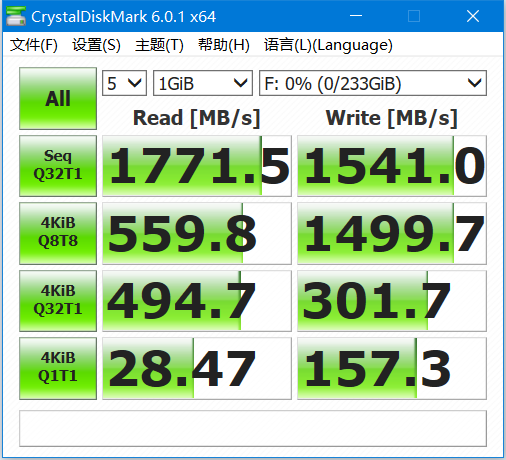 CrystalDiskMark 6.0.1 x64
文件(F) 设置(S) 主题(T) 帮助(H) 语言(L)(Language)
All 5 1GiB F: 0% (0/233GiB)
Read [MB/s] Write [MB/s]
Seq
Q32T1 1771.5 1541.0
4KiB
Q8T8 559.8 1499.7
4KiB
Q32T1 494.7 301.7
4KiB
Q1T1 28.47 157.3